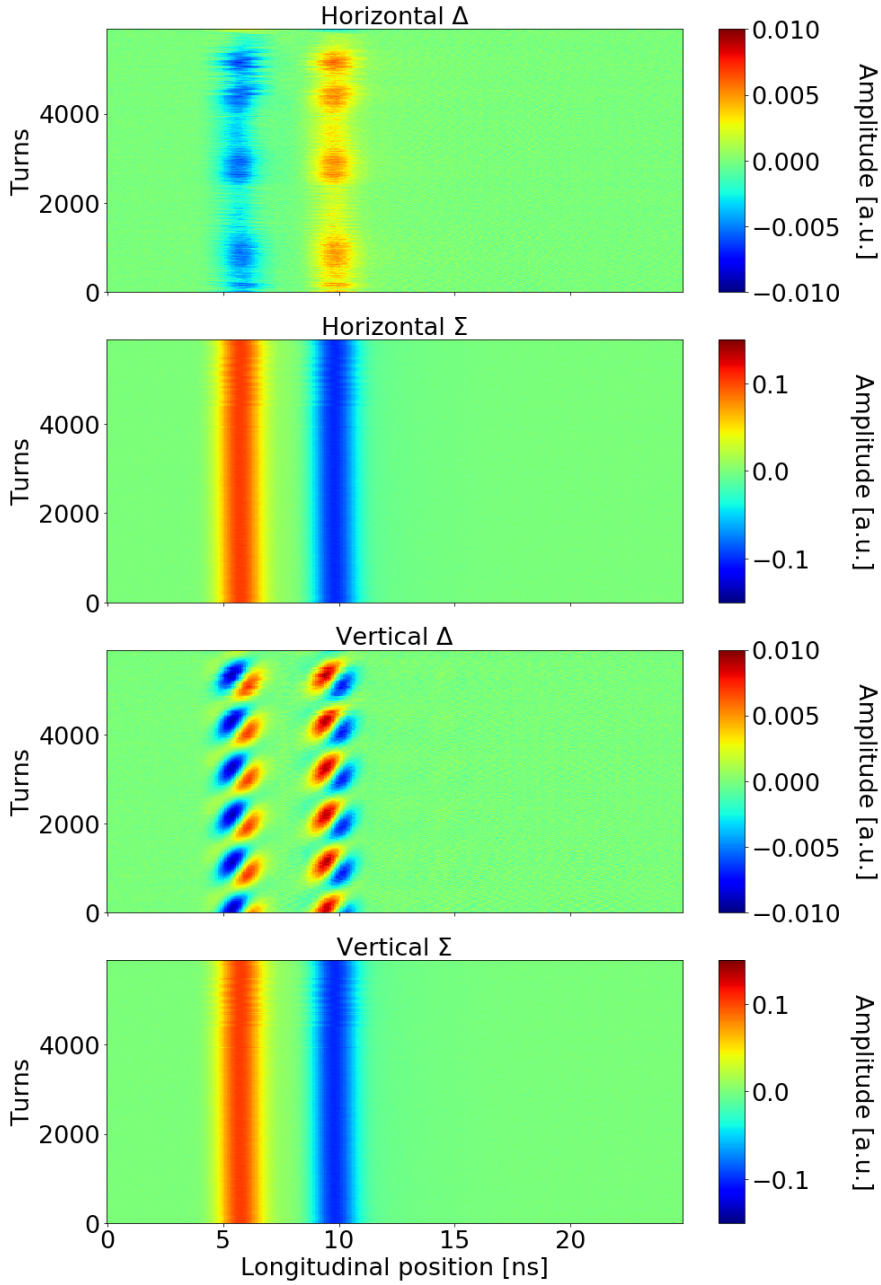 Horizontal Δ
Turns
4000
2000
0
0.010
0.005
0.000
−0.005
−0.010
Amplitude [a.u.]
Horizontal Σ
Turns
4000
2000
0
0.1
0.0
−0.1
Amplitude [a.u.]
Vertical Δ
Turns
4000
2000
0
0.010
0.005
0.000
−0.005
−0.010
Amplitude [a.u.]
Vertical Σ
Turns
4000
2000
0
0.1
0.0
−0.1
Amplitude [a.u.]
0 5 10 15 20
Longitudinal position [ns]